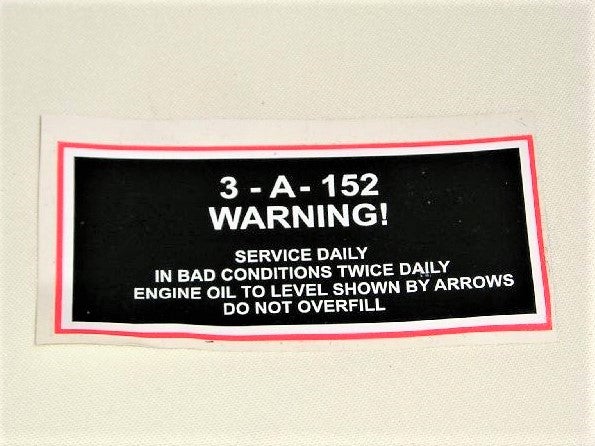 3 - A - 152
WARNING!
SERVICE DAILY
IN BAD CONDITIONS TWICE DAILY
ENGINE OIL TO LEVEL SHOWN BY ARROWS
DO NOT OVERFILL